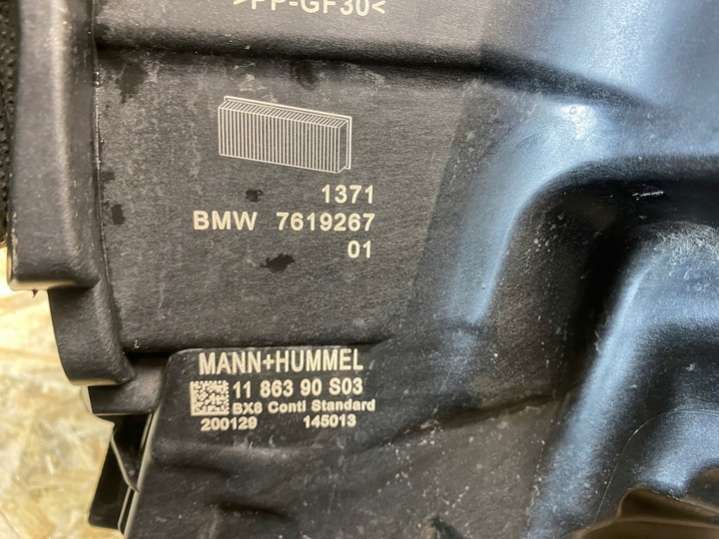 >PP-GF30<
1371
BMW 7619267
01
MANN+HUMMEL
11 863 90 S03
BX8 Conti Standard
200129 145013